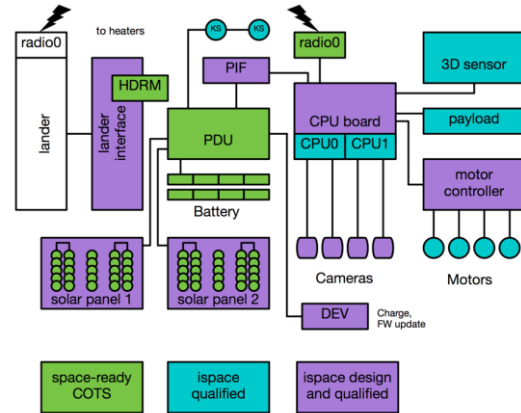 radio0
to heaters
KS
KS
radio0
3D sensor
lander
lander
interface
HDRM
PIF
CPU board
payload
PDU
CPU0
CPU1
motor
controller
Battery
solar panel 1
solar panel 2
Cameras
Motors
DEV
Charge,
FW update
space-ready
COTS
ispace
qualified
ispace design
and qualified